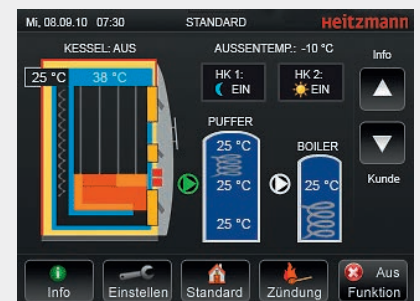 Mi, 08.09.10 07:30 STANDARD Heitzmann
KESSEL: AUS AUSSENTEMP.: -10 °C Info
25 °C 38 °C
HK 1: EIN
HK 2: EIN
PUFFER
25 °C
25 °C
25 °C
BOILER
25 °C
Kunde
Info Einstellen Standard Zündung Aus Funktion